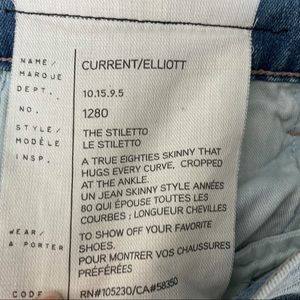 NAME/ CURRENT/ELLIOTT
MARQUE
DEPT.. 10.15.9.5
NO. 1280
STYLE/ THE STILETTO
MODÈLE LE STILETTO
INSP. A TRUE EIGHTIES SKINNY THAT
HUGS EVERY CURVE, CROPPED
AT THE ANKLE.
UN JEAN SKINNY STYLE ANNÉES
80 QUI ÉPOUSE TOUTES LES
COURBES ; LONGUEUR CHEVILLES
WEAR/ TO SHOW OFF YOUR FAVORITE
À PORTER SHOES.
POUR MONTRER VOS CHAUSSURES
PRÉFÉRÉES
CODE RN#105230/CA#58350